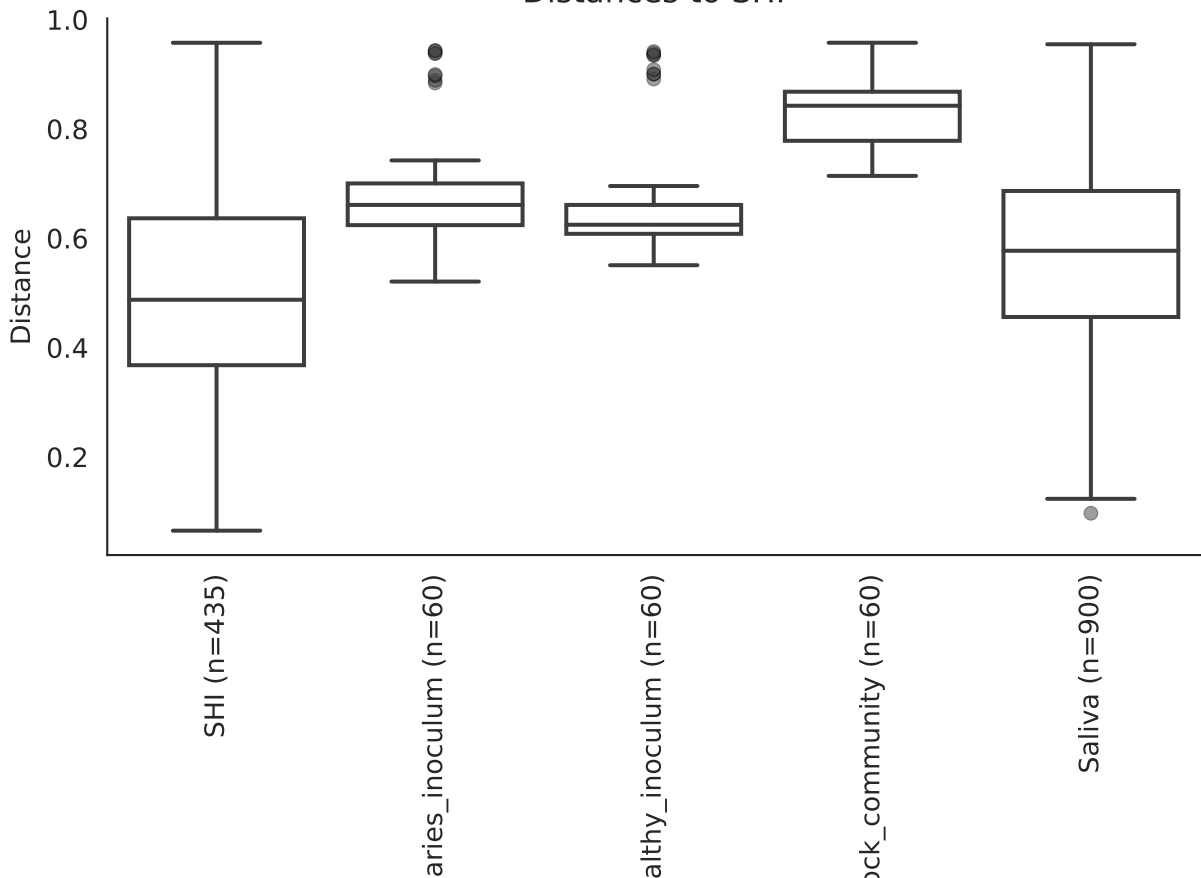 Distances to SHI
1.0
0.8
0.6
0.4
0.2
Distance
SHI (n=435)
aries_inoculum (n=60)
althy_inoculum (n=60)
ock_community (n=60)
Saliva (n=900)